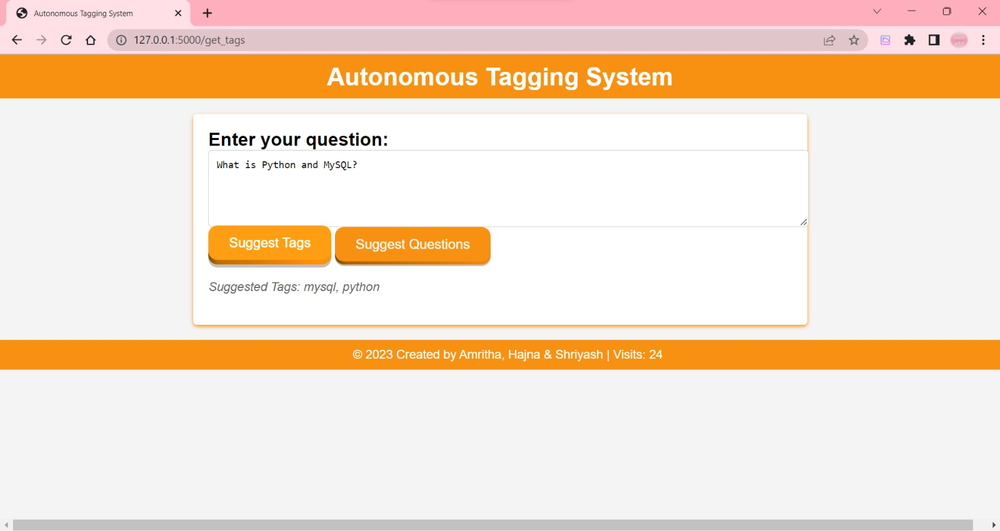 Autonomous Tagging System
127.0.0.1:5000/get_tags
Autonomous Tagging System
Enter your question:
What is Python and MySQL?
Suggest Tags Suggest Questions
Suggested Tags: mysql, python
© 2023 Created by Amritha, Hajna & Shriyash | Visits: 24